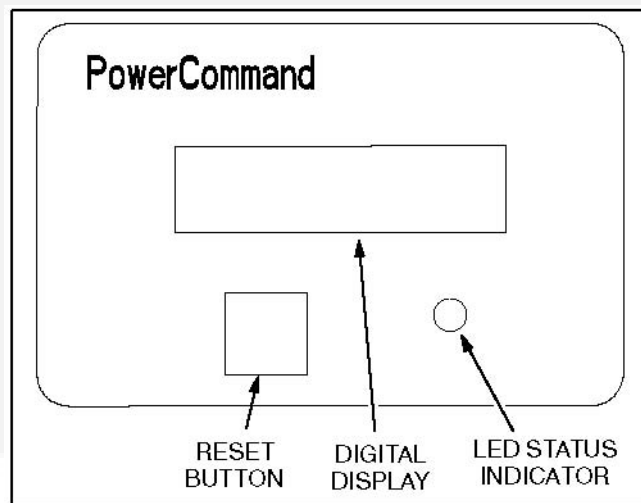 PowerCommand
RESET
BUTTON
DIGITAL
DISPLAY
LED STATUS
INDICATOR